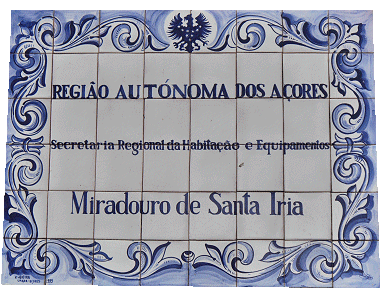 REGIÃO AUTÓNOMA DOS AÇORES
Secretaria Regional da Habitação e Equipamentos
Miradouro de Santa Iria